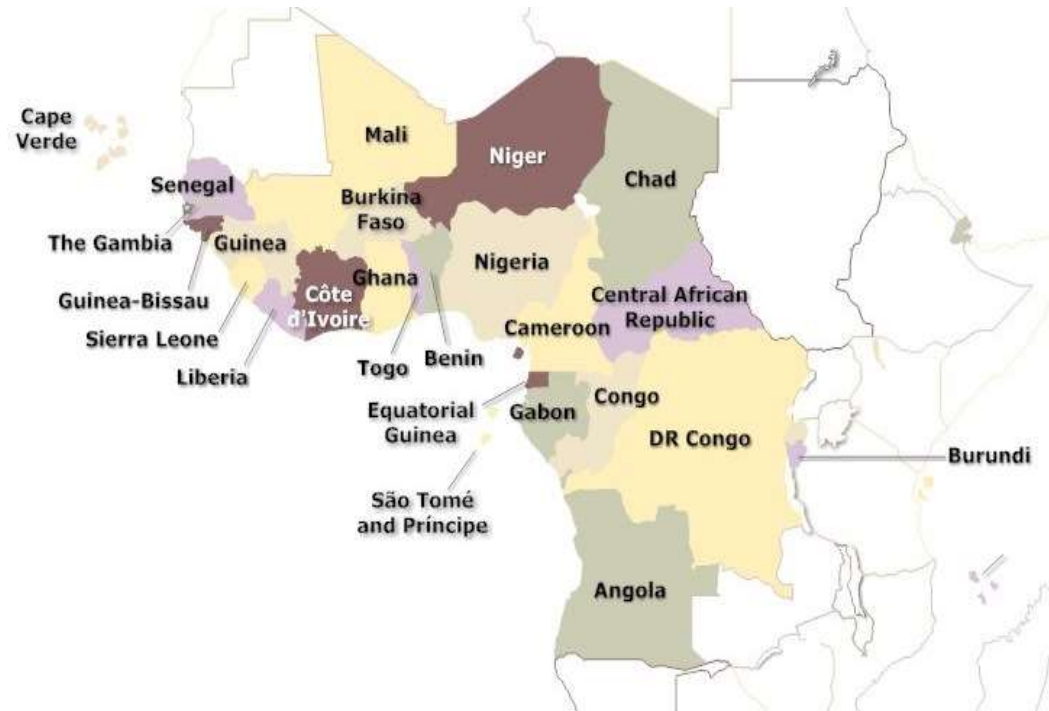 Cape
Verde
Mali
Niger
Chad
Senegal
Burkina
Faso
The Gambia
Guinea
Nigeria
Ghana
Guinea-Bissau
Côte
d'Ivoire
Central African
Republic
Sierra Leone
Cameroon
Liberia
Togo
Benin
Equatorial
Guinea
Gabon
Congo
DR Congo
Burundi
São Tomé
and Príncipe
Angola